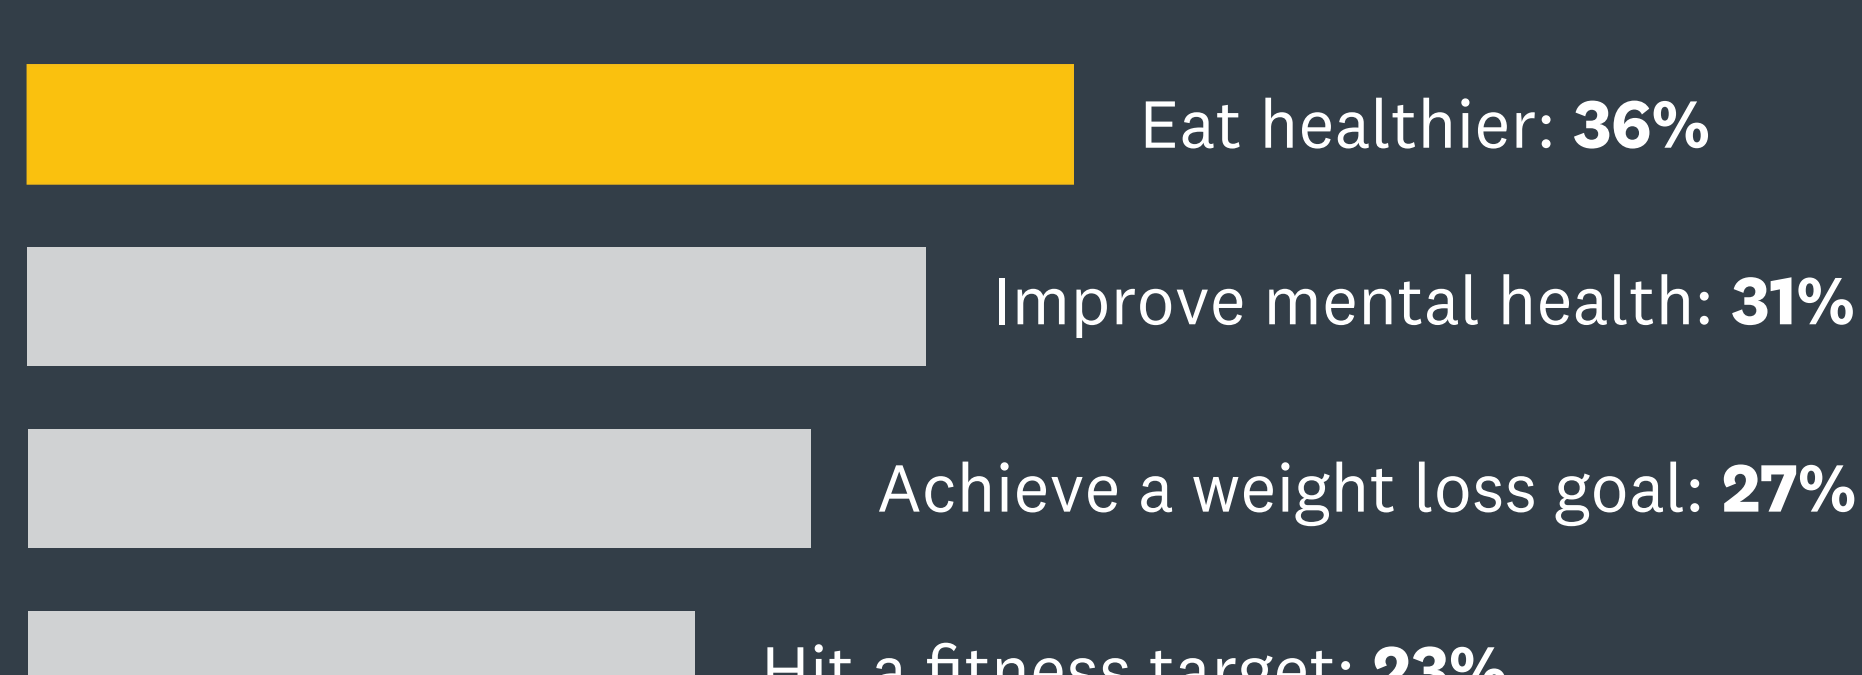 Eat healthier: 36%
Improve mental health: 31%
Achieve a weight loss goal: 27%
Hit a fitness target: 23%